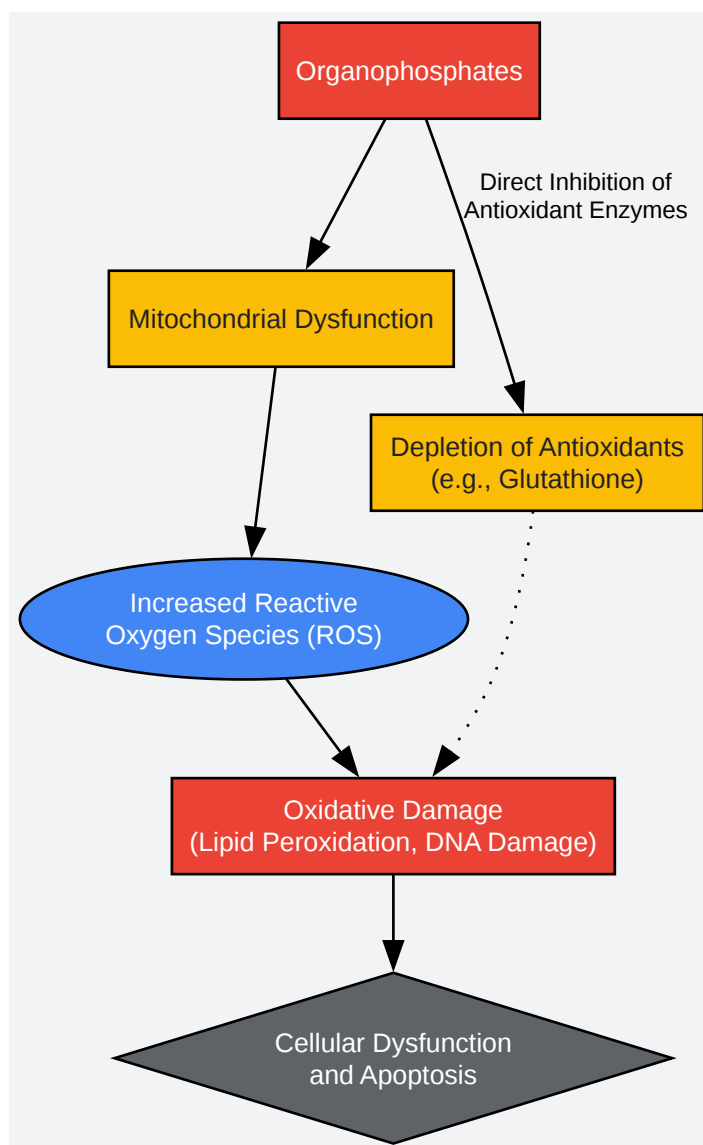 Organophosphates
Direct Inhibition of
Antioxidant Enzymes
Mitochondrial Dysfunction
Depletion of Antioxidants
(e.g., Glutathione)
Increased Reactive
Oxygen Species (ROS)
Oxidative Damage
(Lipid Peroxidation, DNA Damage)
Cellular Dysfunction
and Apoptosis